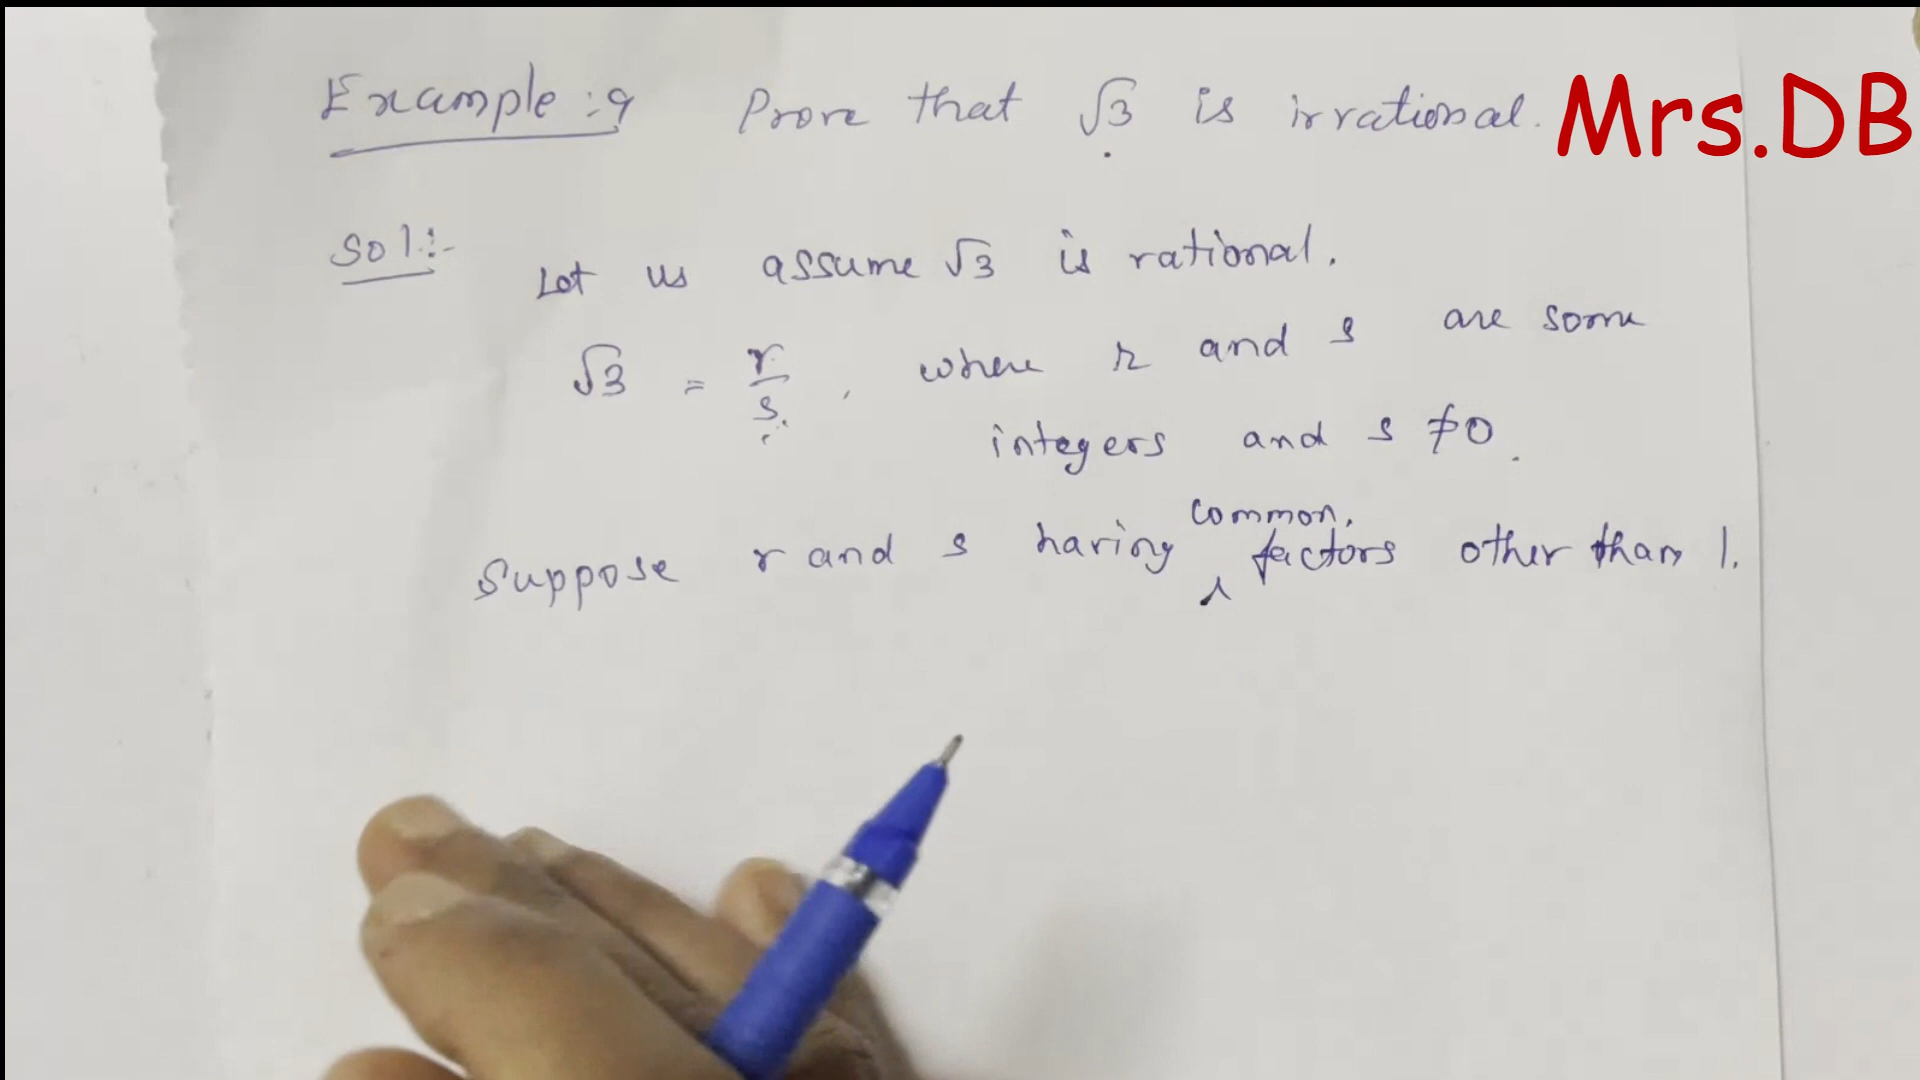 Example :9 Prove that √3 is irrational. Mrs.DB
Sol:- Let us assume √3 is rational.
√3 = r/s, where r and s are some
integers and s ≠0.
Suppose r and s having common factors other than 1.